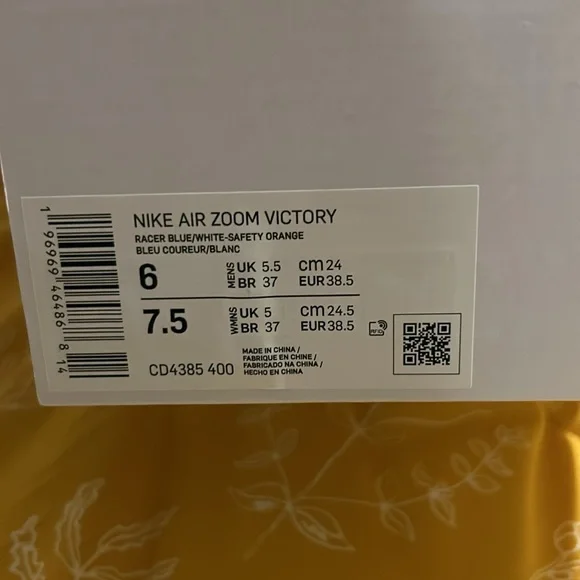 NIKE AIR ZOOM VICTORY
RACER BLUE/WHITE-SAFETY ORANGE
BLEU COUREUR/BLANC
6 MENS UK 5.5 CM 24
BR 37 EUR 38.5
7.5 WMNS UK 5 CM 24.5
BR 37 EUR 38.5
CD4385 400
MADE IN CHINA /
FABRIQUE EN CHINE /
FABRICADO NA CHINA /
HECHO EN CHINA
1 96969 46486 8 14